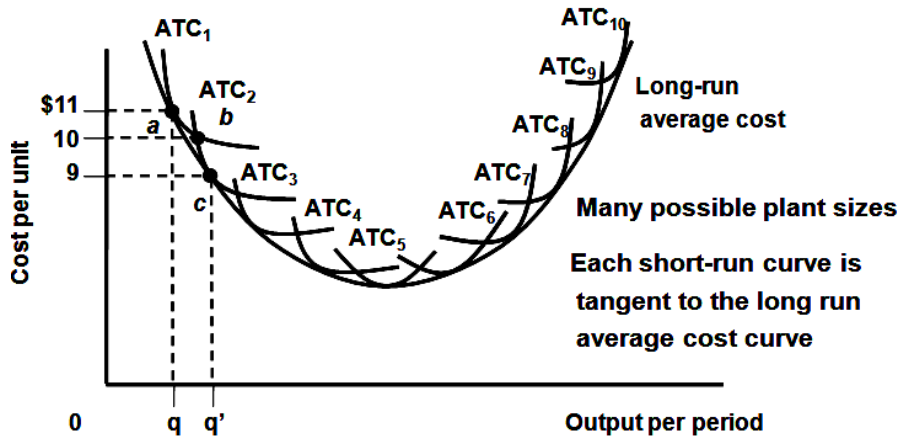 ATC10
ATC1
ATC9
ATC2
Long-run
average cost
$11
a
b
ATC8
10
9
ATC3
ATC7
c
ATC4
ATC6
Many possible plant sizes
ATC5
Each short-run curve is
tangent to the long run
average cost curve
Cost per unit
0
q
q’
Output per period